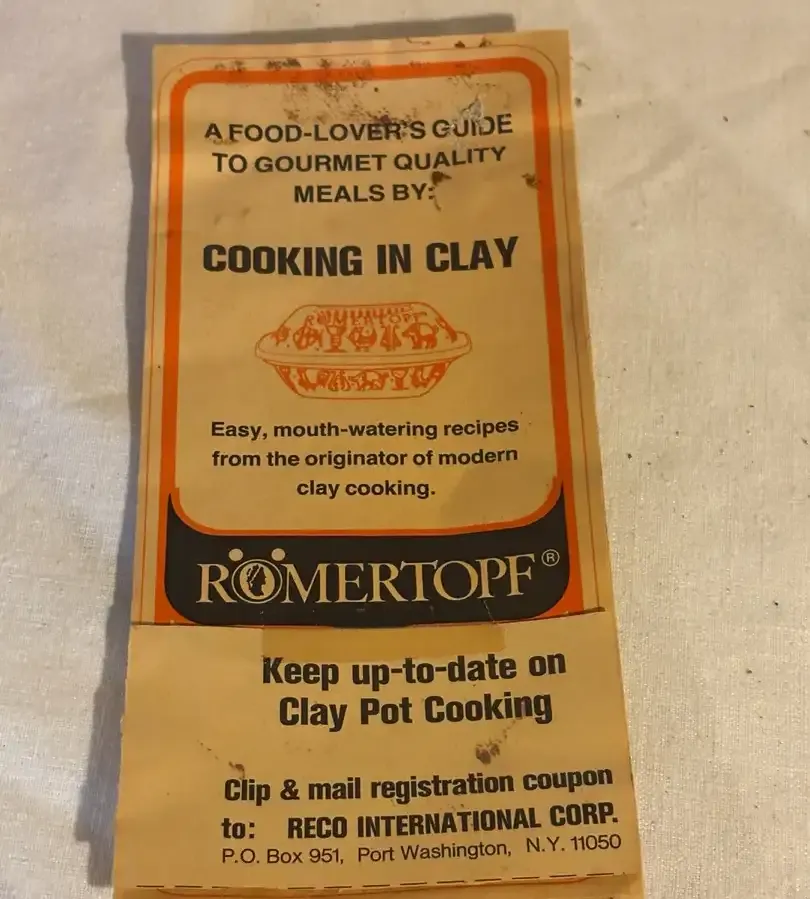 A FOOD-LOVER'S GUIDE
TO GOURMET QUALITY
MEALS BY:
COOKING IN CLAY
RÖMERTOPF
Easy, mouth-watering recipes
from the originator of modern
clay cooking.
RÖMERTOPF®
Keep up-to-date on
Clay Pot Cooking
Clip & mail registration coupon
to: RECO INTERNATIONAL CORP.
P.O. Box 951, Port Washington, N.Y. 11050